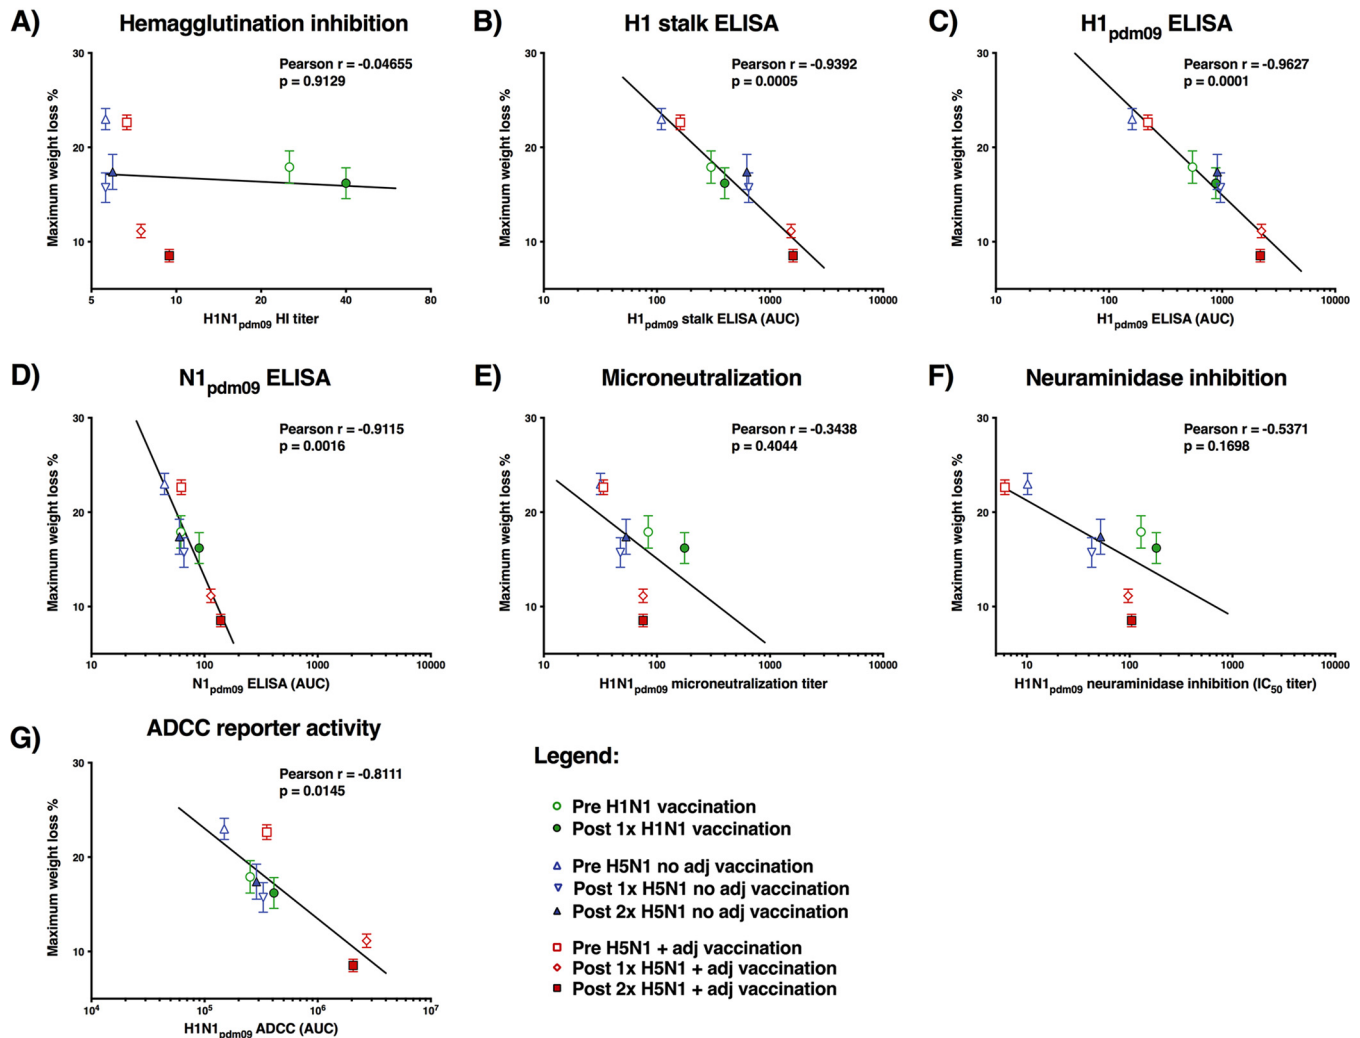 A) Hemagglutination inhibition
Pearson r = -0.04655
p = 0.9129
Maximum weight loss %
30
20
10
5 10 20 40 80
H1N1pdm09 HI titer
B) H1 stalk ELISA
Pearson r = -0.9392
p = 0.0005
Maximum weight loss %
30
20
10
10 100 1000 10000
H1pdm09 stalk ELISA (AUC)
C) H1pdm09 ELISA
Pearson r = -0.9627
p = 0.0001
Maximum weight loss %
30
20
10
10 100 1000 10000
H1pdm09 ELISA (AUC)
D) N1pdm09 ELISA
Pearson r = -0.9115
p = 0.0016
Maximum weight loss %
30
20
10
10 100 1000 10000
N1pdm09 ELISA (AUC)
E) Microneutralization
Pearson r = -0.3438
p = 0.4044
Maximum weight loss %
30
20
10
10 100 1000 10000
H1N1pdm09 microneutralization titer
F) Neuraminidase inhibition
Pearson r = -0.5371
p = 0.1698
Maximum weight loss %
30
20
10
10 100 1000 10000
H1N1pdm09 neuraminidase inhibition (IC50 titer)
G) ADCC reporter activity
Pearson r = -0.8111
p = 0.0145
Maximum weight loss %
30
20
10
10⁴ 10⁵ 10⁶ 10⁷
H1N1pdm09 ADCC (AUC)
Legend:
Pre H1N1 vaccination
Post 1x H1N1 vaccination
Pre H5N1 no adj vaccination
Post 1x H5N1 no adj vaccination
Post 2x H5N1 no adj vaccination
Pre H5N1 + adj vaccination
Post 1x H5N1 + adj vaccination
Post 2x H5N1 + adj vaccination